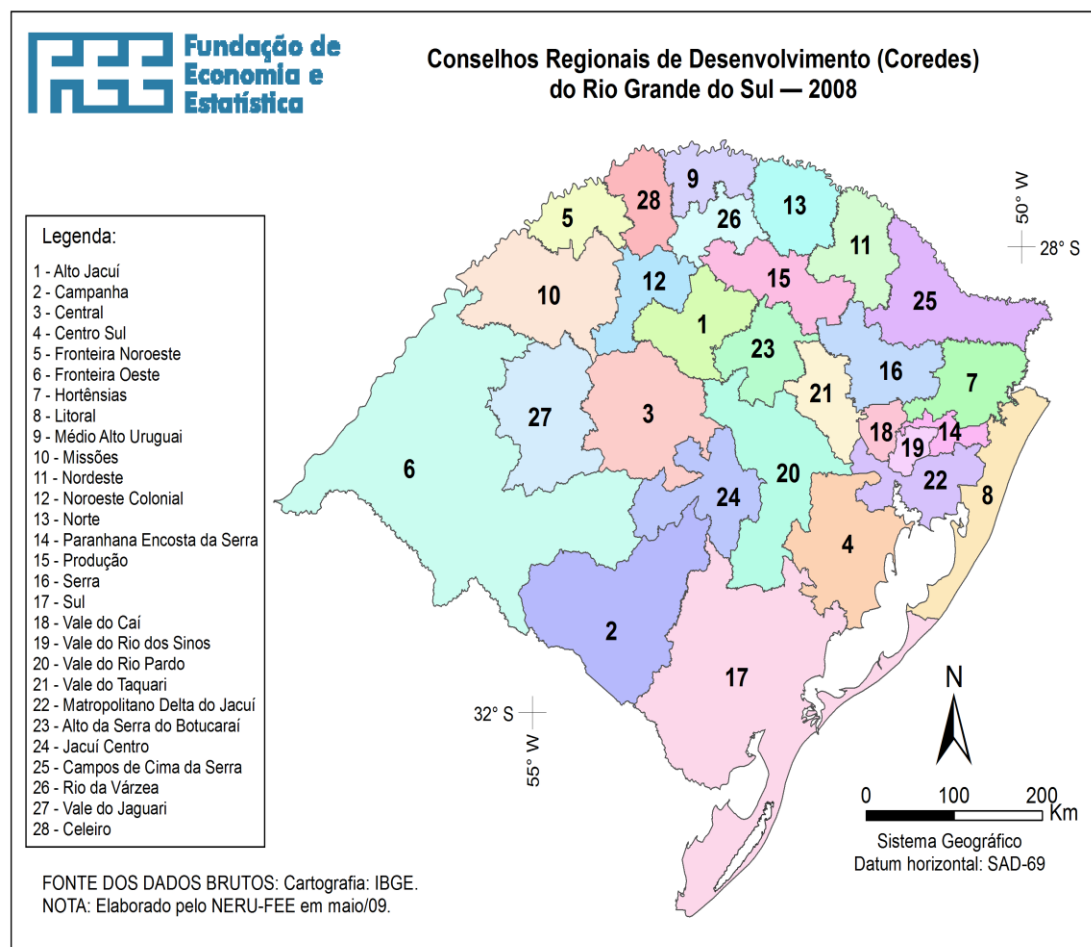 FEE
Fundação de
Economia e
Estatística
Conselhos Regionais de Desenvolvimento (Coredes)
do Rio Grande do Sul — 2008
Legenda:
1 - Alto Jacuí
2 - Campanha
3 - Central
4 - Centro Sul
5 - Fronteira Noroeste
6 - Fronteira Oeste
7 - Hortênsias
8 - Litoral
9 - Médio Alto Uruguai
10 - Missões
11 - Nordeste
12 - Noroeste Colonial
13 - Norte
14 - Paranhana Encosta da Serra
15 - Produção
16 - Serra
17 - Sul
18 - Vale do Caí
19 - Vale do Rio dos Sinos
20 - Vale do Rio Pardo
21 - Vale do Taquari
22 - Matropolitano Delta do Jacuí
23 - Alto da Serra do Botucaraí
24 - Jacuí Centro
25 - Campos de Cima da Serra
26 - Rio da Várzea
27 - Vale do Jaguari
28 - Celeiro
9
28
26
13
5
11
50° W
28° S
12
15
10
25
1
23
16
7
21
27
3
18
14
19
6
20
22
24
8
4
2
17
32° S
55° W
N
0 100 200
Km
Sistema Geográfico
Datum horizontal: SAD-69
FONTE DOS DADOS BRUTOS: Cartografia: IBGE.
NOTA: Elaborado pelo NERU-FEE em maio/09.